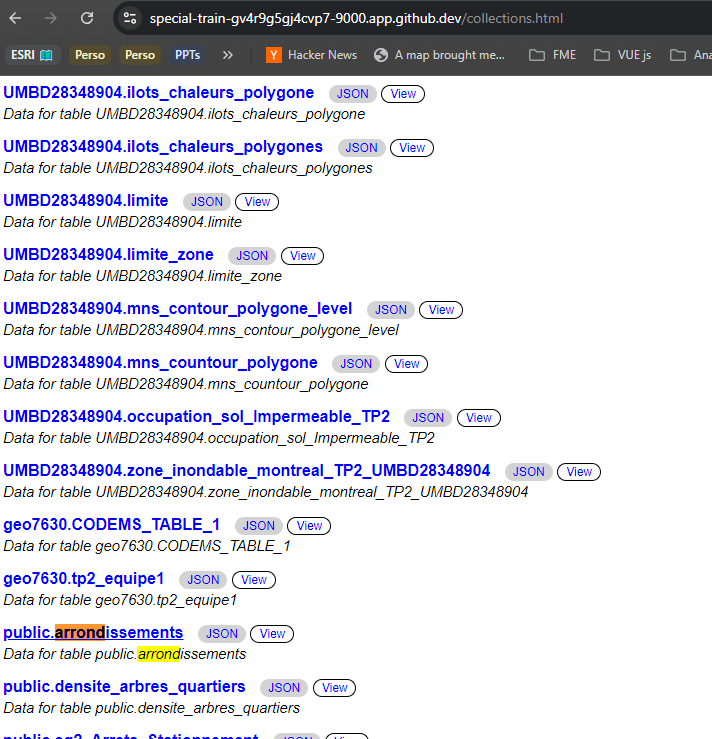 special-train-gv4r9g5gj4cvp7-9000.app.github.dev/collections.html
ESRI Perso Perso PPTs » Y Hacker News A map brought me... FME VUE js Ana
UMBD28348904.ilots_chaleurs_polygone JSON View
Data for table UMBD28348904.ilots_chaleurs_polygone
UMBD28348904.ilots_chaleurs_polygones JSON View
Data for table UMBD28348904.ilots_chaleurs_polygones
UMBD28348904.limite JSON View
Data for table UMBD28348904.limite
UMBD28348904.limite_zone JSON View
Data for table UMBD28348904.limite_zone
UMBD28348904.mns_contour_polygone_level JSON View
Data for table UMBD28348904.mns_contour_polygone_level
UMBD28348904.mns_countour_polygone JSON View
Data for table UMBD28348904.mns_countour_polygone
UMBD28348904.occupation_sol_Impermeable_TP2 JSON View
Data for table UMBD28348904.occupation_sol_Impermeable_TP2
UMBD28348904.zone_inondable_montreal_TP2_UMBD28348904 JSON View
Data for table UMBD28348904.zone_inondable_montreal_TP2_UMBD28348904
geo7630.CODEMS_TABLE_1 JSON View
Data for table geo7630.CODEMS_TABLE_1
geo7630.tp2_equipe1 JSON View
Data for table geo7630.tp2_equipe1
public.arrondissements JSON View
Data for table public.arrondissements
public.densite_arbres_quartiers JSON View
Data for table public.densite_arbres_quartiers